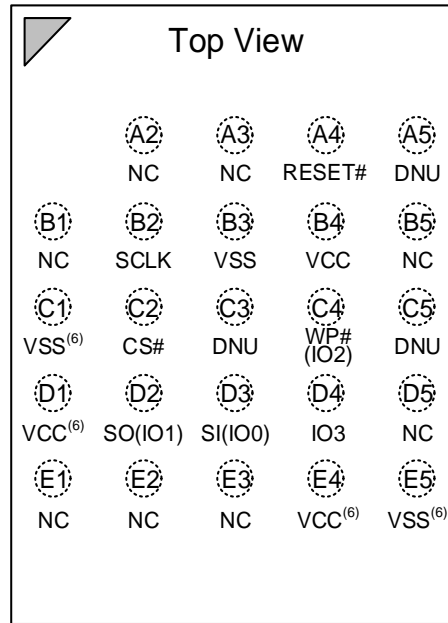 Top View
A2 A3 A4 A5
NC NC RESET# DNU
B1 B2 B3 B4 B5
NC SCLK VSS VCC NC
C1 C2 C3 C4 C5
VSS(6) CS# DNU WP# (IO2) DNU
D1 D2 D3 D4 D5
VCC(6) SO(IO1) SI(IO0) IO3 NC
E1 E2 E3 E4 E5
NC NC NC VCC(6) VSS(6)